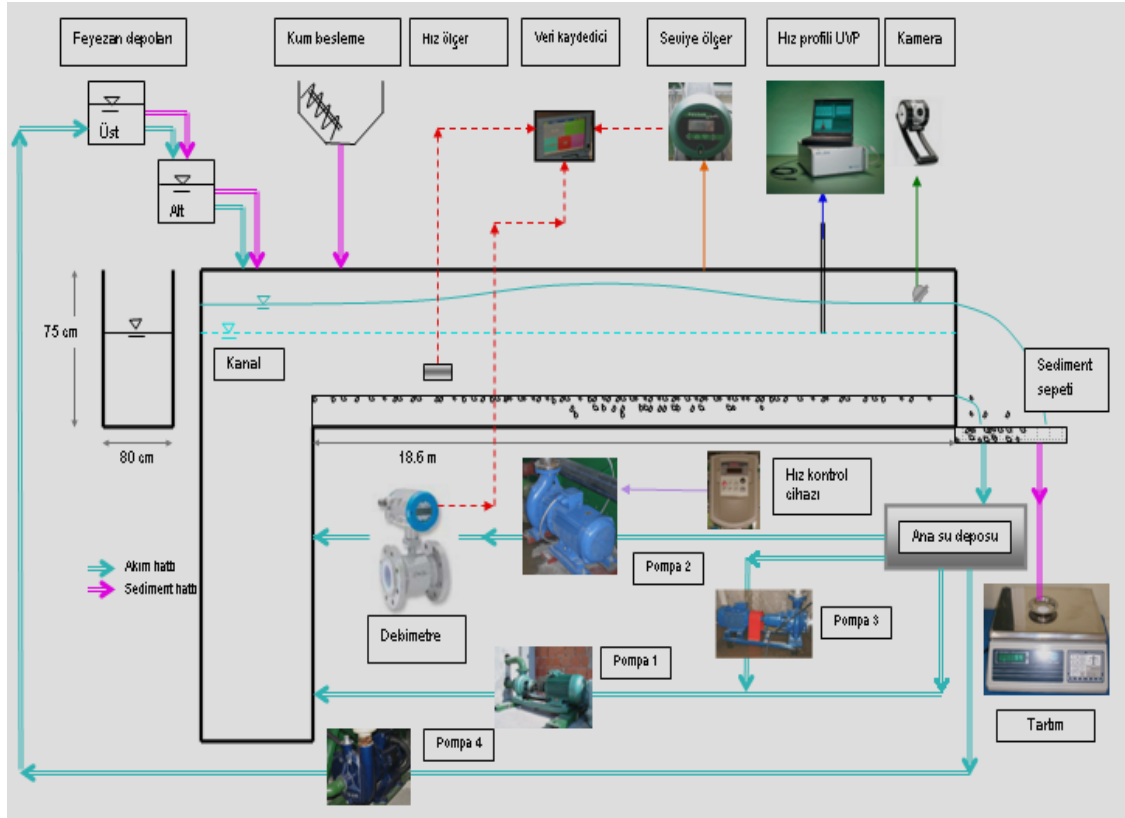 Feyezan depoları
Kum besleme
Hız ölçer
Veri kaydedici
Seviye ölçer
Hız profili UVP
Kamera
Üst
Alt
75 cm
Kanal
Sediment
sepeti
80 cm
18.6 m
Hız kontrol
cihazı
Ana su deposu
Akım hattı
Sediment hattı
Pompa 2
Debimetre
Pompa 3
Pompa 1
Pompa 4
Tartım